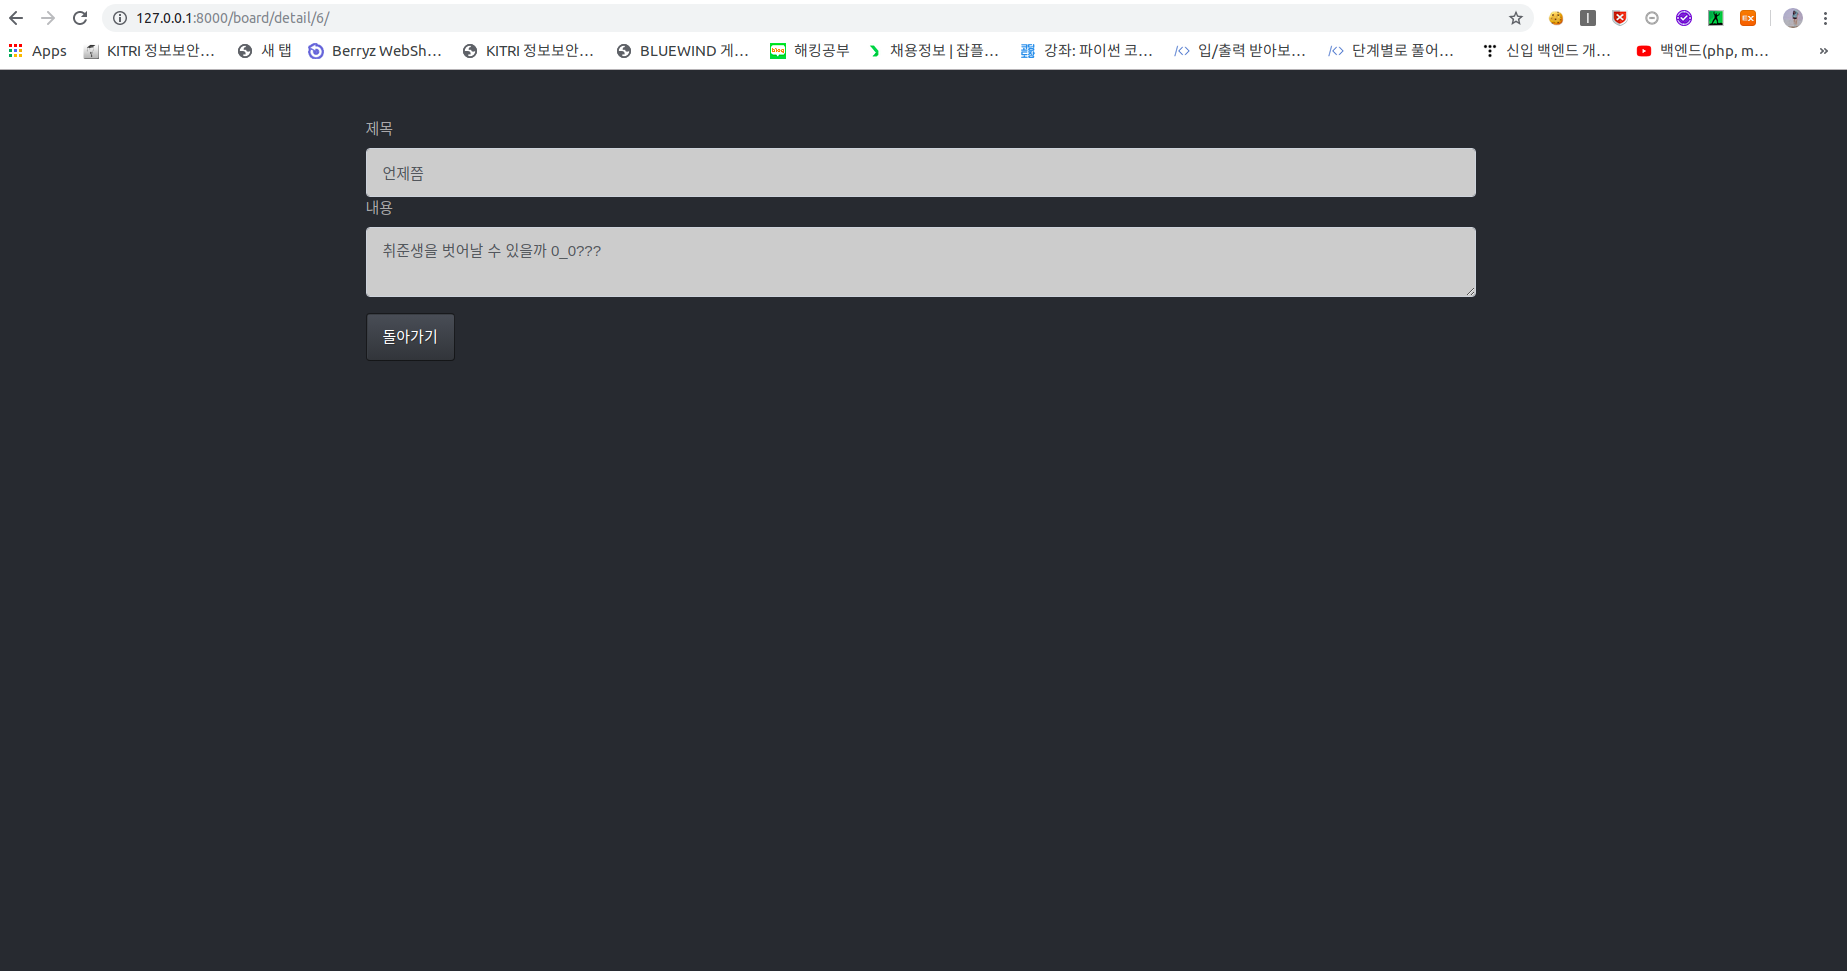 127.0.0.1:8000/board/detail/6/
Apps KITRI 정보보안... 새 탭 Berryz WebSh... KITRI 정보보안... BLUEWIND 게... 해킹공부 채용정보 | 잡플... 강좌: 파이썬 코... 입/출력 받아보... 단계별로 풀어... 신입 백엔드 개... 백엔드(php, m... »
제목
언제쯤
내용
취준생을 벗어날 수 있을까 0_0???
돌아가기